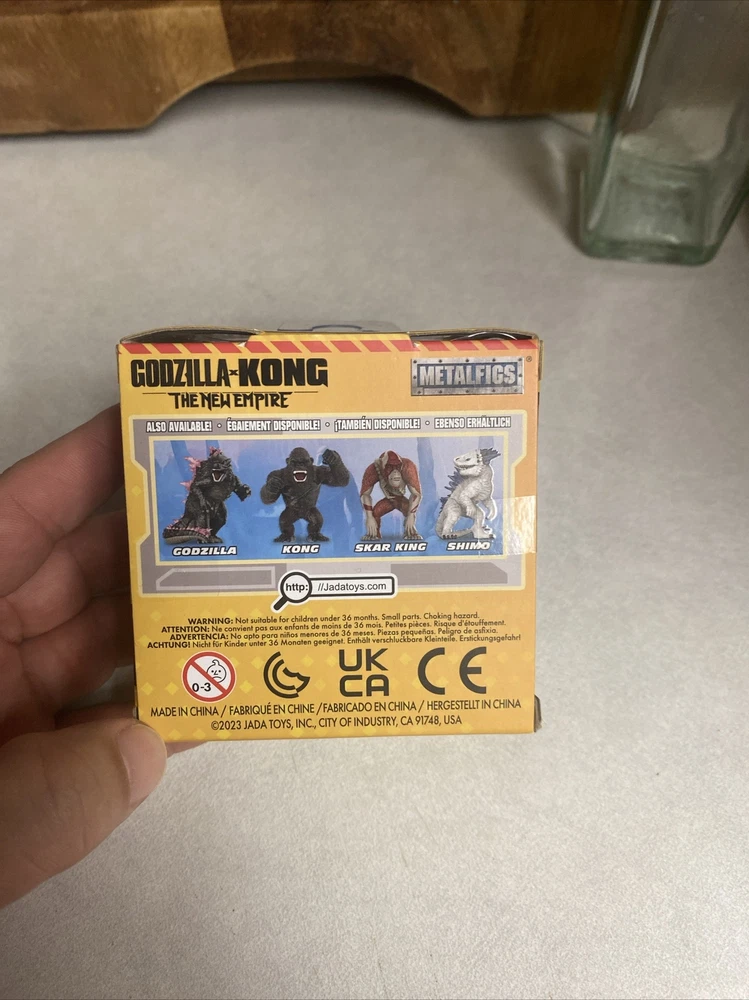 GODZILLA x KONG
THE NEW EMPIRE
METALFIGS®
ALSO AVAILABLE! • ÉGALEMENT DISPONIBLE! • ¡TAMBIÉN DISPONIBLE! • EBENSO ERHÄLTLICH
GODZILLA KONG SKAR KING SHIMO
http: //Jadatoys.com
WARNING: Not suitable for children under 36 months. Small parts. Choking hazard.
ATTENTION: Ne convient pas aux enfants de moins de 36 mois. Petites pièces. Risque d'étouffement.
ADVERTENCIA: No apto para niños menores de 36 meses. Piezas pequeñas. Peligro de asfixia.
ACHTUNG! Nicht für Kinder unter 36 Monaten geeignet. Enthält verschluckbare Kleinteile. Erstickungsgefahr!
0-3
UK
CA
CE
MADE IN CHINA / FABRIQUÉ EN CHINE / FABRICADO EN CHINA / HERGESTELLT IN CHINA
©2023 JADA TOYS, INC., CITY OF INDUSTRY, CA 91748, USA